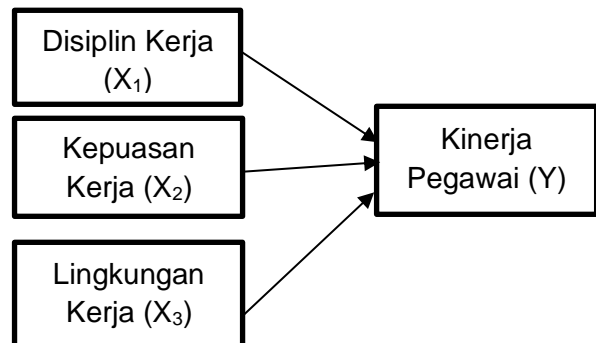 Disiplin Kerja
(X₁)
Kepuasan
Kerja (X₂)
Lingkungan
Kerja (X₃)
Kinerja
Pegawai (Y)